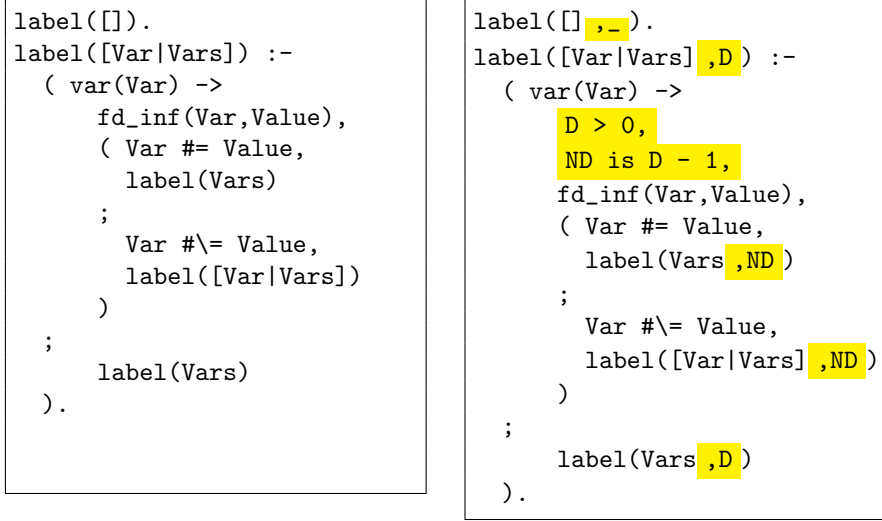 label([]).
label([Var|Vars]) :-
( var(Var) ->
fd_inf(Var,Value),
( Var #= Value,
label(Vars)
;
Var #\= Value,
label([Var|Vars])
)
;
label(Vars)
).
label([] ,_ ).
label([Var|Vars] ,D ) :-
( var(Var) ->
D > 0,
ND is D - 1,
fd_inf(Var,Value),
( Var #= Value,
label(Vars ,ND )
;
Var #\= Value,
label([Var|Vars] ,ND )
)
;
label(Vars ,D )
).